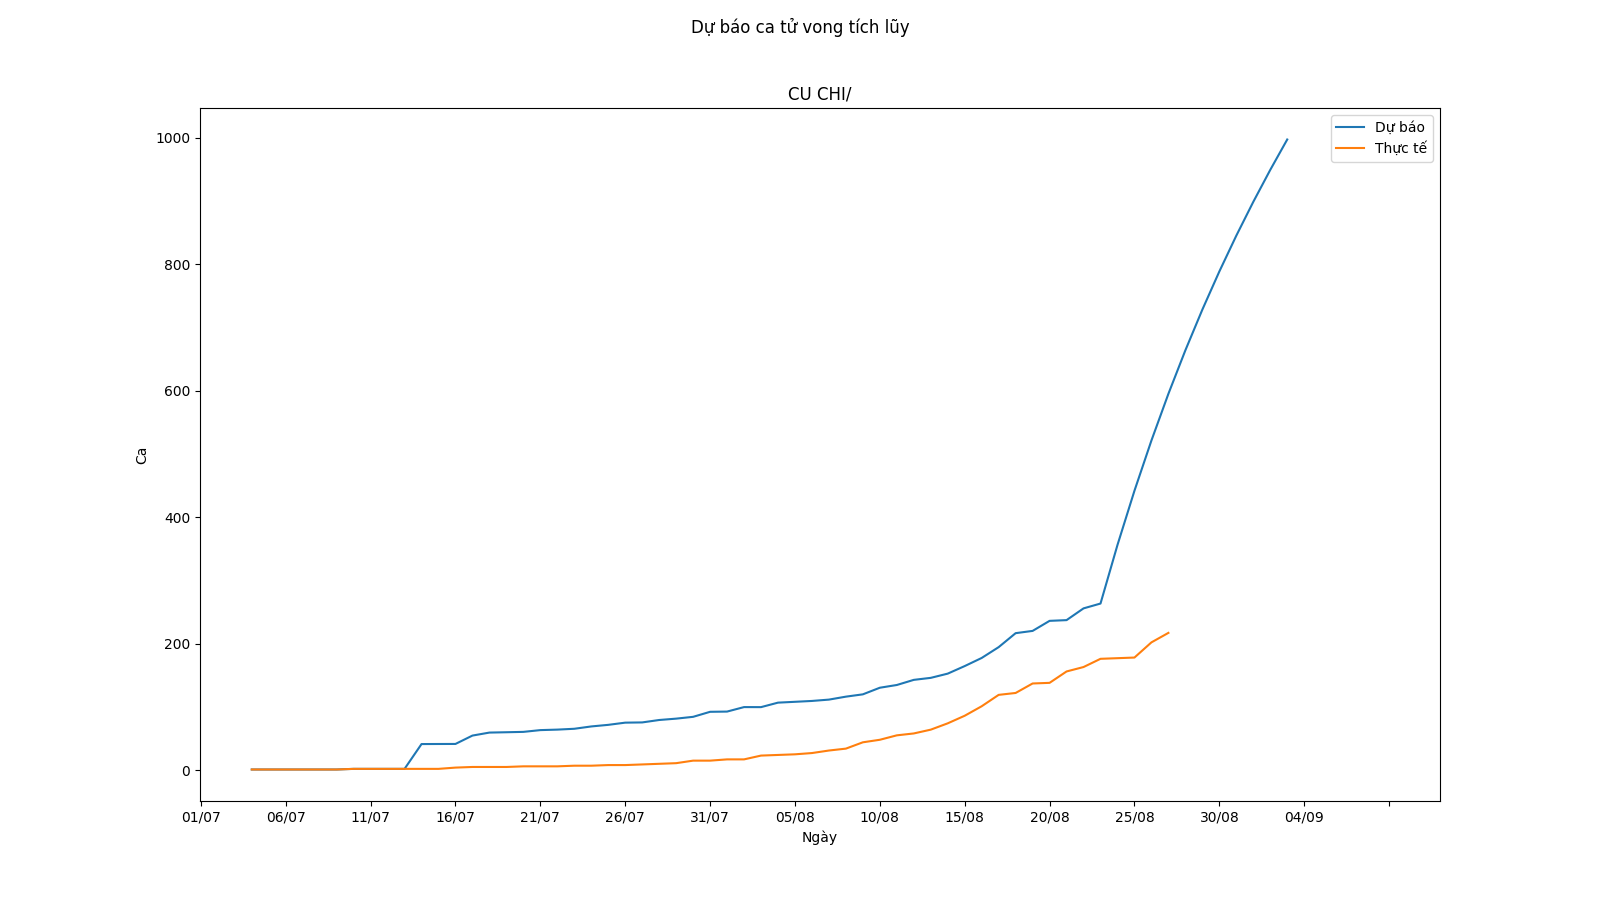 Dự báo ca tử vong tích lũy
CU CHI/
Dự báo
Thực tế
1000
800
600
400
200
0
Ca
01/07 06/07 11/07 16/07 21/07 26/07 31/07 05/08 10/08 15/08 20/08 25/08 30/08 04/09
Ngày